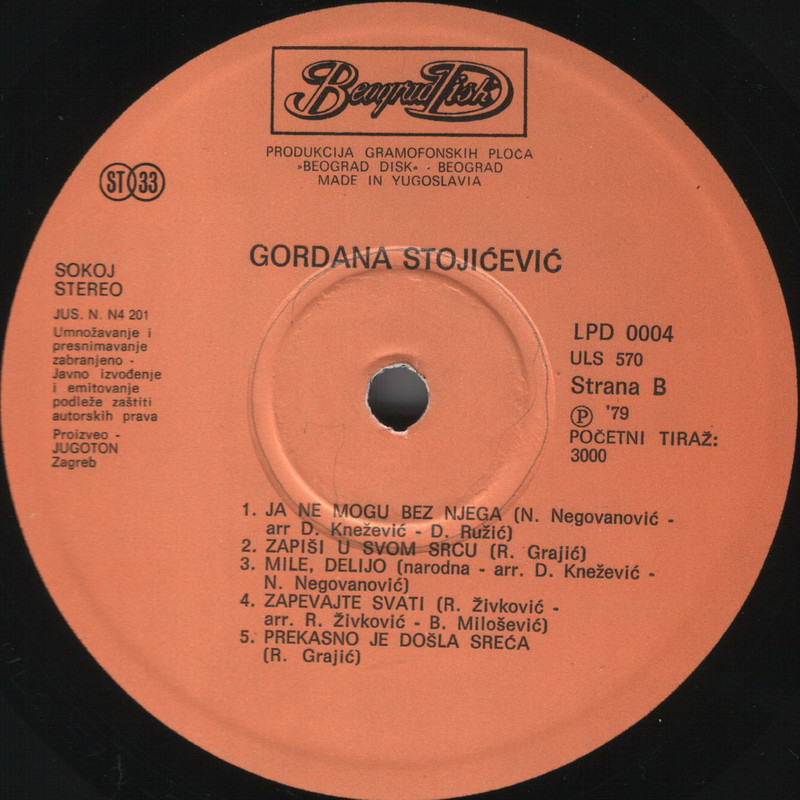 Beograd Disk
PRODUKCIJA GRAMOFONSKIH PLOČA
»BEOGRAD DISK« - BEOGRAD
MADE IN YUGOSLAVIA
ST 33
GORDANA STOJIĆEVIĆ
SOKOJ
STEREO
JUS. N. N4 201
Umnožavanje i
presnimavanje
zabranjeno -
Javno izvođenje
i emitovanje
podleže zaštiti
autorskih prava
Proizveo -
JUGOTON
Zagreb
LPD 0004
ULS 570
Strana B
Ⓟ '79
POČETNI TIRAŽ:
3000
1. JA NE MOGU BEZ NJEGA (N. Negovanović -
arr D. Knežević - D. Ružić)
2. ZAPIŠI U SVOM SRCU (R. Grajić)
3. MILE, DELIJO (narodna - arr. D. Knežević -
N. Negovanović)
4. ZAPEVAJTE SVATI (R. Živković -
arr. R. Živković - B. Milošević)
5. PREKASNO JE DOŠLA SREĆA
(R. Grajić)